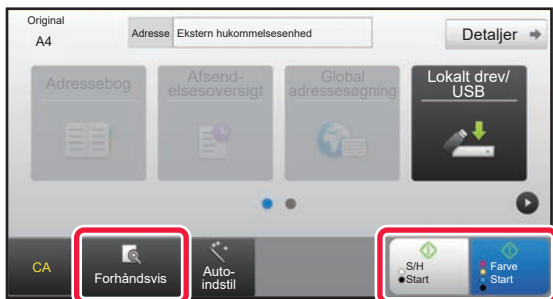 Original
A4
Adresse Ekstern hukommelsesenhed
Detaljer
Adressebog
Afsend-
elsesoversigt
Global
adressesøgning
Lokalt drev/
USB
CA
Forhåndsvis
Auto-
indstil
S/H
Start
Farve
Start